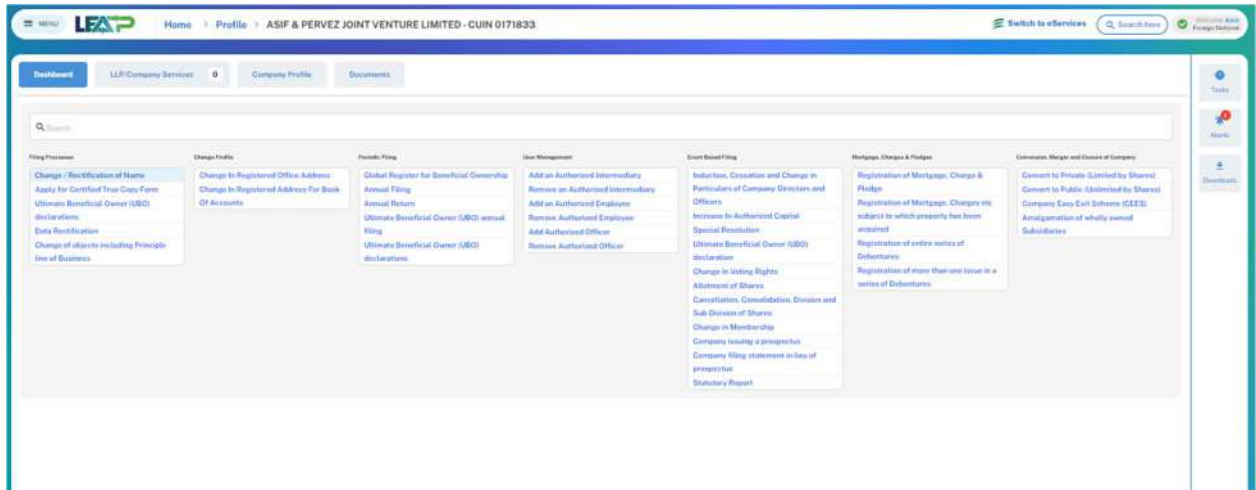 MENU
LEAP
Home > Profile > ASIF & PERVEZ JOINT VENTURE LIMITED - CUIN 0171833
Switch to eServices
Search here
Welcome Asif
Foreign National
Dashboard
LLP/Company Services 0
Company Profile
Documents
Tasks
Alerts
Downloads
Search
Filing Processes
Change / Rectification of Name
Apply for Certified True Copy Form
Ultimate Beneficial Owner (UBO)
declarations
Data Rectification
Change of objects including Principle
line of Business
Change Profile
Change In Registered Office Address
Change In Registered Address For Book
Of Accounts
Periodic Filing
Global Register for Beneficial Ownership
Annual Filing
Annual Return
Ultimate Beneficial Owner (UBO) annual
filing
Ultimate Beneficial Owner (UBO)
declarations
User Management
Add an Authorized Intermediary
Remove an Authorized Intermediary
Add an Authorized Employee
Remove Authorized Employee
Add Authorized Officer
Remove Authorized Officer
Event Based Filing
Induction, Cessation and Change in
Particulars of Company Directors and
Officers
Increase In Authorized Capital
Special Resolution
Ultimate Beneficial Owner (UBO)
declaration
Change in Voting Rights
Allotment of Shares
Cancellation, Consolidation, Division and
Sub Division of Shares
Change in Membership
Company issuing a prospectus
Company filing statement in lieu of
prospectus
Statutory Report
Mortgage, Charges & Pledges
Registration of Mortgage, Charge &
Pledge
Registration of Mortgage, Charges etc
subject to which property has been
acquired
Registration of entire series of
Debentures
Registration of more than one issue in a
series of Debentures
Conversion, Merger and Closure of Company
Convert to Private (Limited by Shares)
Convert to Public (Unlimited by Shares)
Company Easy Exit Scheme (CEES)
Amalgamation of wholly owned
Subsidiaries